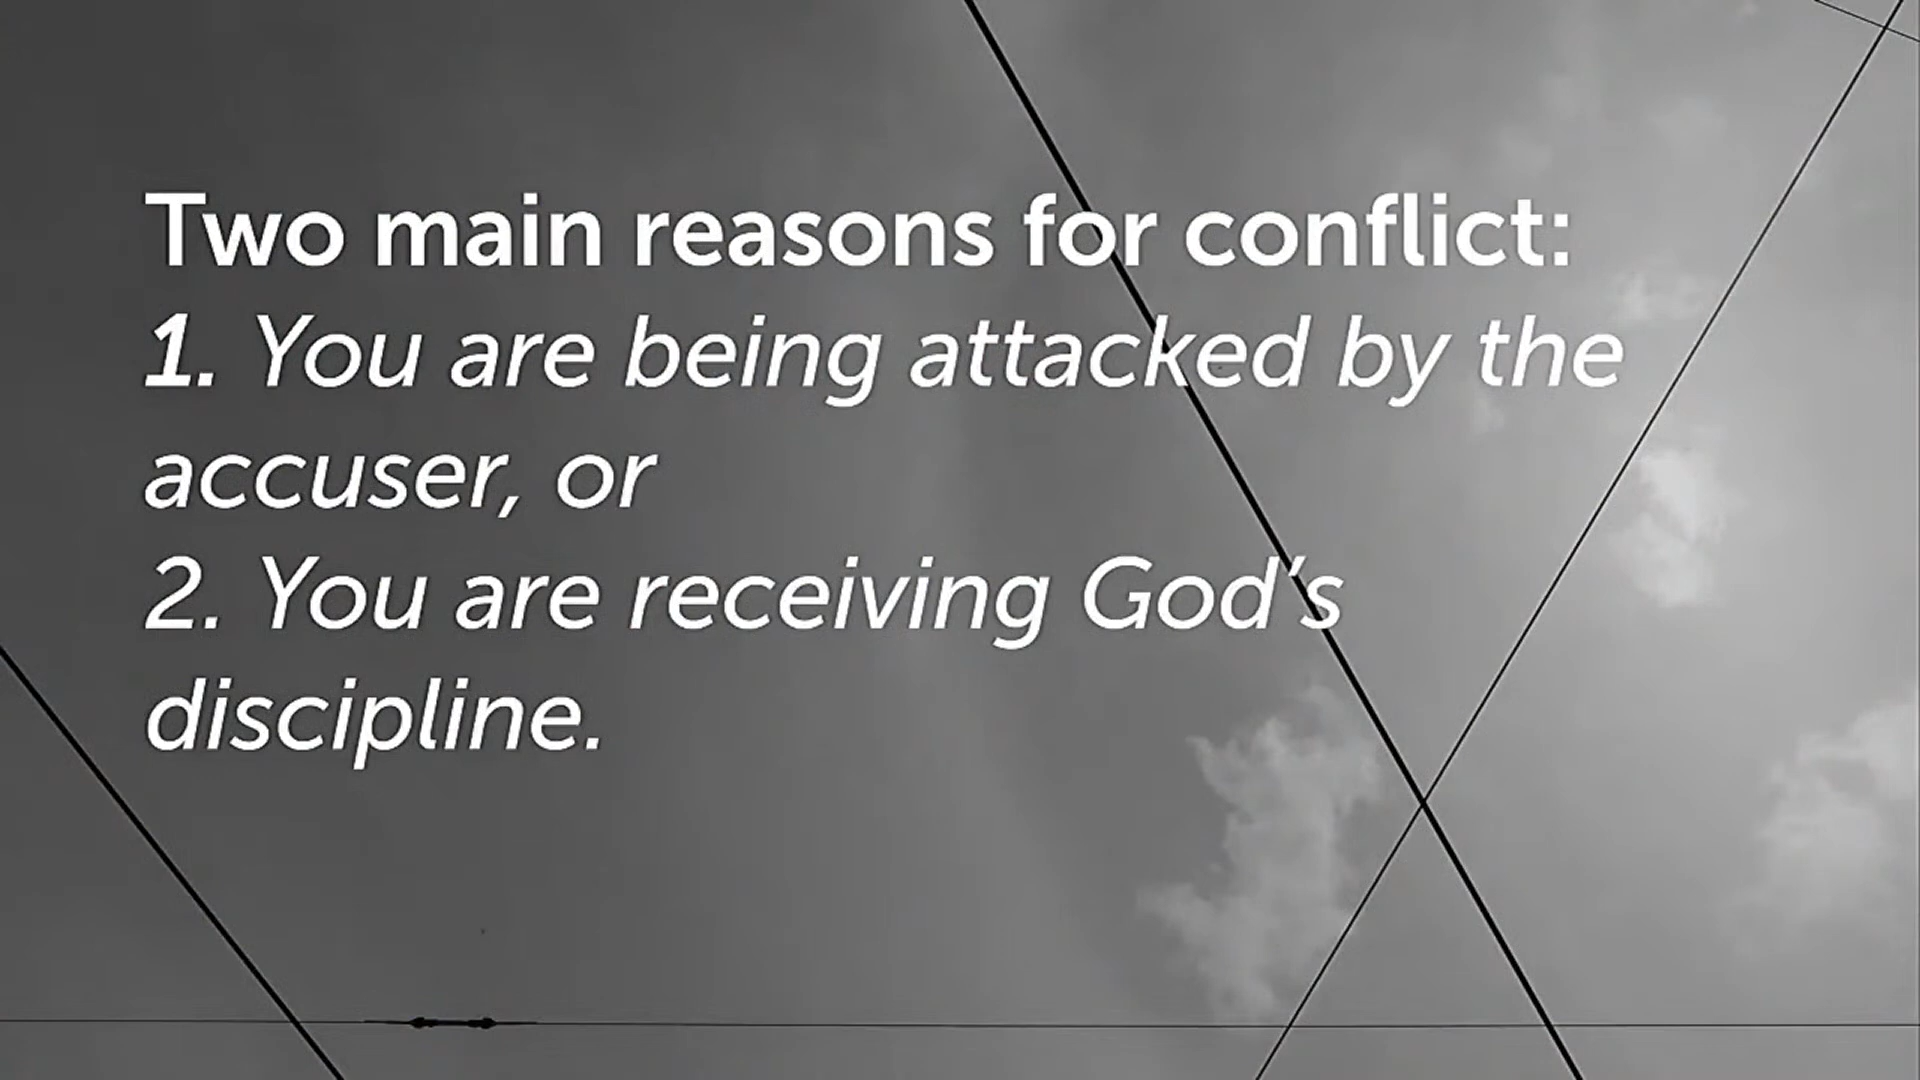 Two main reasons for conflict:
1. You are being attacked by the
accuser, or
2. You are receiving God’s
discipline.